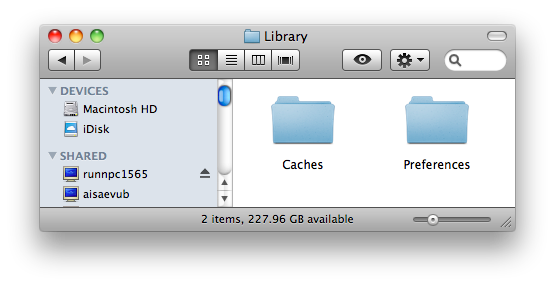 Library
DEVICES
Macintosh HD
iDisk
SHARED
runnpc1565
aisaevub
Caches
Preferences
2 items, 227.96 GB available